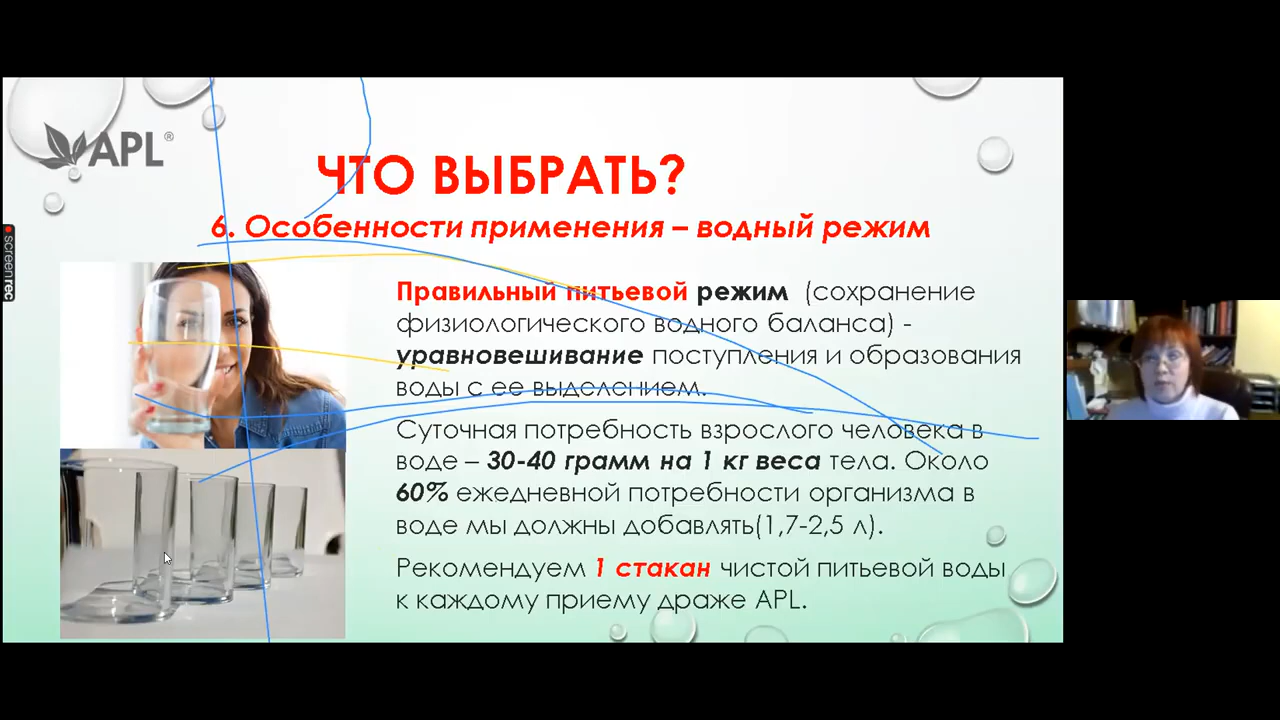 APL®
ЧТО ВЫБРАТЬ?
6. Особенности применения – водный режим
screenrec
Правильный питьевой режим (сохранение
физиологического водного баланса) -
уравновешивание поступления и образования
воды с ее выделением.
Суточная потребность взрослого человека в
воде – 30-40 грамм на 1 кг веса тела. Около
60% ежедневной потребности организма в
воде мы должны добавлять(1,7-2,5 л).
Рекомендуем 1 стакан чистой питьевой воды
к каждому приему драже APL.